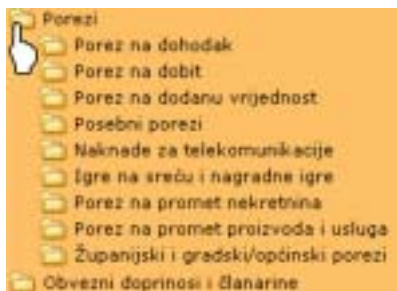 Porezi
Porez na dohodak
Porez na dobit
Porez na dodanu vrijednost
Posebni porezi
Naknade za telekomunikacije
Igre na sreću i nagradne igre
Porez na promet nekretnina
Porez na promet proizvoda i usluga
Županijski i gradski/općinski porezi
Obvezni doprinosi i članarine